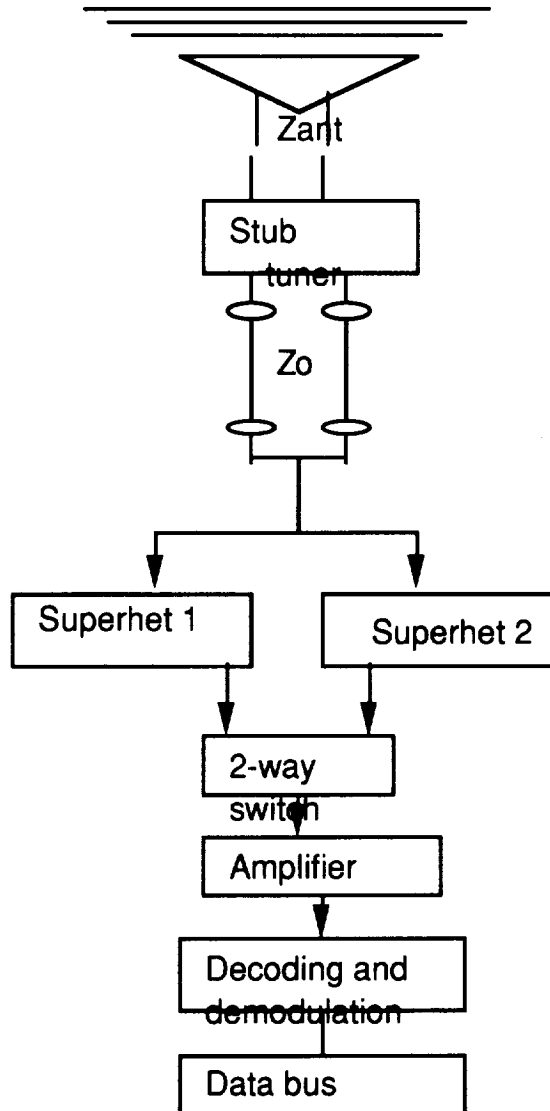 Zant
Stub
tuner
Zo
Superhet 1
Superhet 2
2-way
switch
Amplifier
Decoding and
demodulation
Data bus